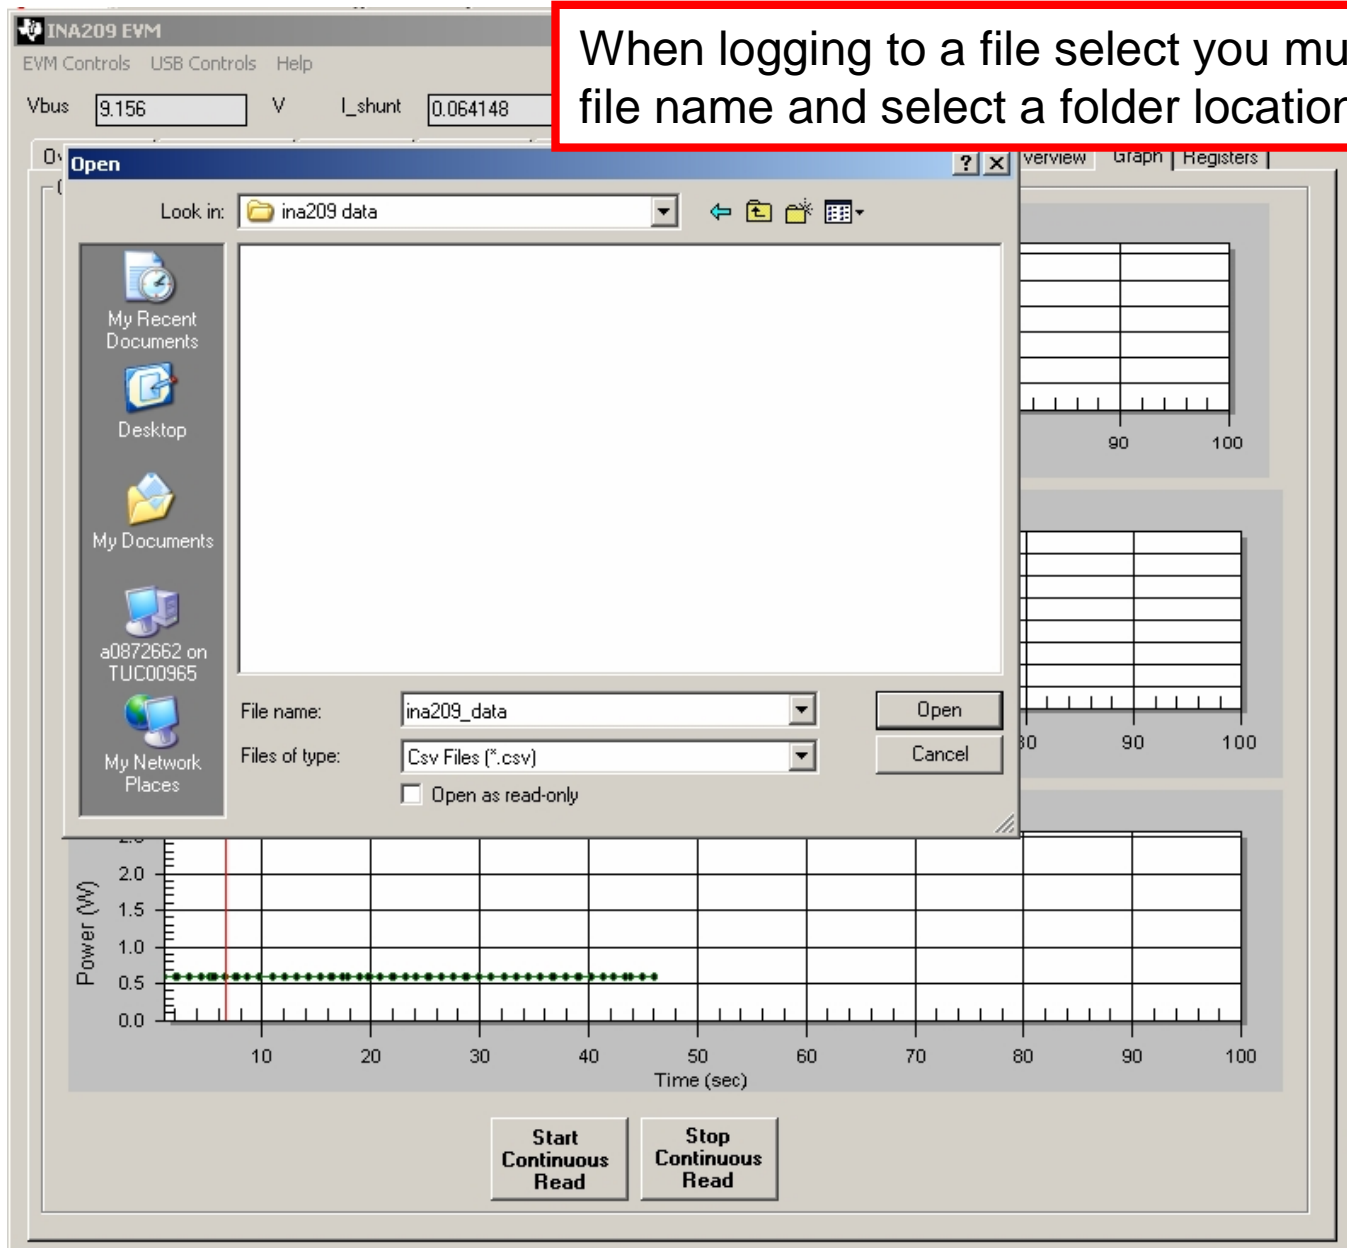 INA209 EVM
When logging to a file select you mu
file name and select a folder location
EVM Controls USB Controls Help
Vbus 9.156 V I_shunt 0.064148
verview Graph Registers
Open
Look in: ina209 data
My Recent
Documents
Desktop
My Documents
a0872662 on
TUC00965
My Network
Places
File name: ina209_data Open
Files of type: Csv Files (*.csv) Cancel
Open as read-only
90 100
90 100
Power (W)
2.0
1.5
1.0
0.5
0.0
10 20 30 40 50 60 70 80 90 100
Time (sec)
Start
Continuous
Read
Stop
Continuous
Read